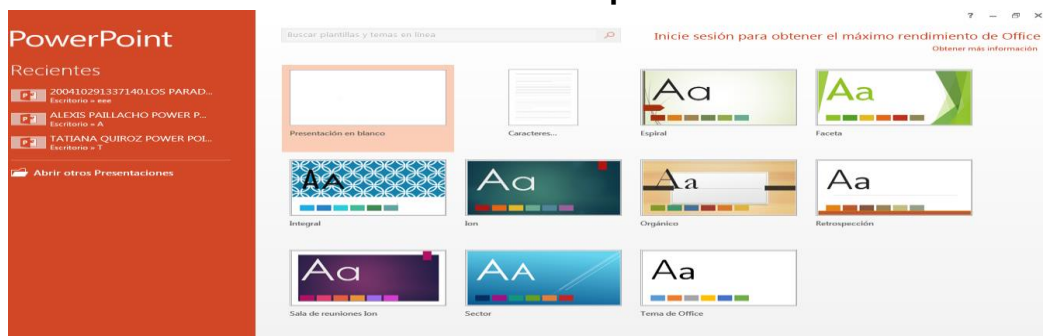 PowerPoint
Recientes
200410291337140.LOS PARAD...
Escritorio » eee
ALEXIS PAILLACHO POWER P...
Escritorio » A
TATIANA QUIROZ POWER POI...
Escritorio » T
Abrir otros Presentaciones
Buscar plantillas y temas en línea
?
Inicie sesión para obtener el máximo rendimiento de Office
Obtener más información
Presentación en blanco
Caracteres...
Aa
Espiral
Aa
Faceta
AA
Integral
Aa
Ion
Aa
Orgánico
Aa
Retrospección
Aa
Sala de reuniones Ion
AA
Sector
Aa
Tema de Office